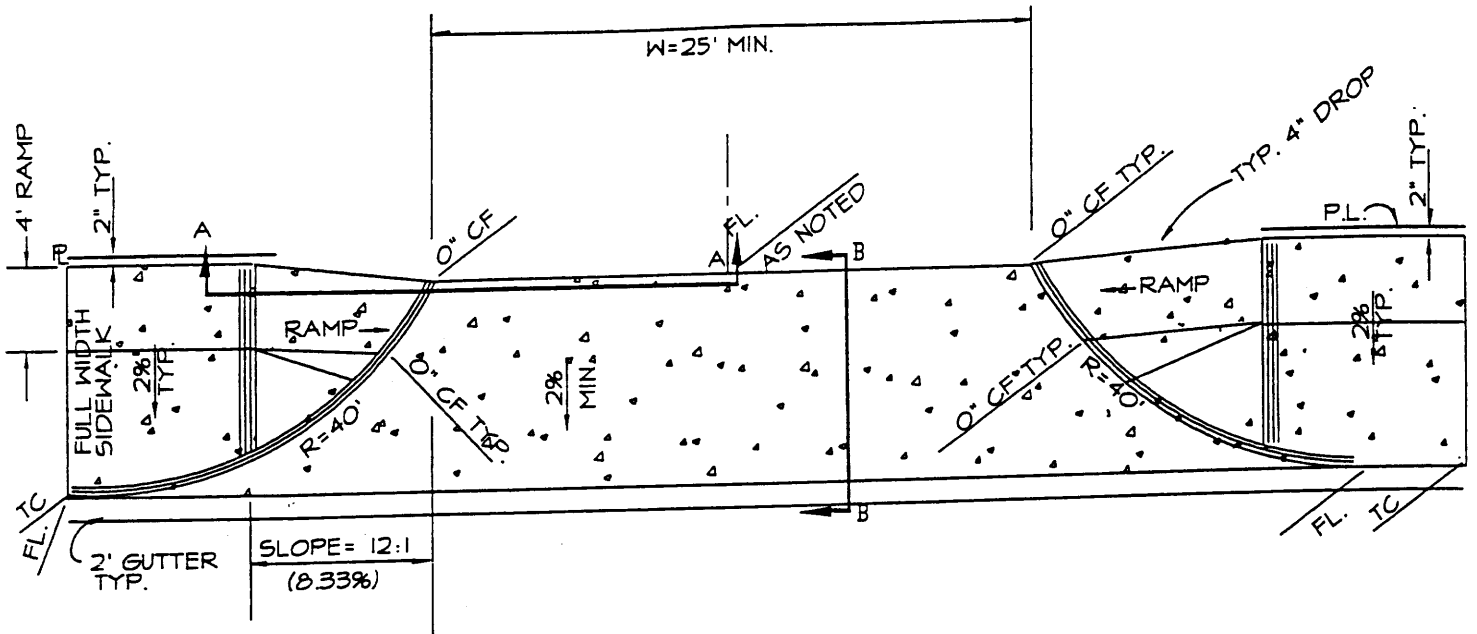 W=25' MIN.
4' RAMP
2" TYP.
A
PL
0" CF
FL.
AS NOTED
A
B
0" CF TYP.
TYP. 4" DROP
P.L.
2" TYP.
RAMP
RAMP
FULL WIDTH
SIDEWALK
2%
TYP.
R=40'
0" CF TYP.
2%
MIN.
0" CF TYP.
R=40'
2%
TYP.
TC
FL.
2' GUTTER
TYP.
SLOPE= 12:1
(8.33%)
B
FL.
TC